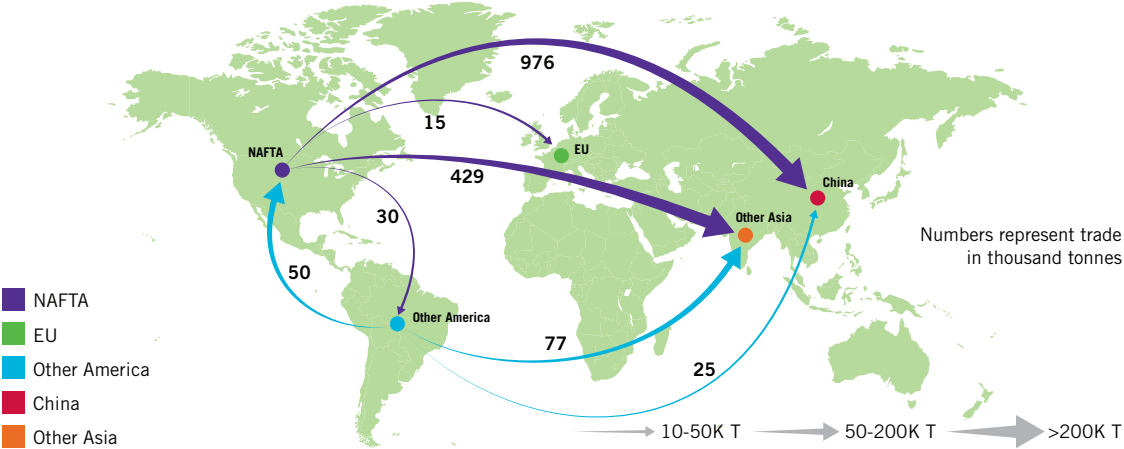 976
15
NAFTA
EU
429
China
30
Other Asia
Numbers represent trade
in thousand tonnes
50
NAFTA
Other America
EU
77
Other America
25
China
Other Asia
10-50K T
50-200K T
>200K T